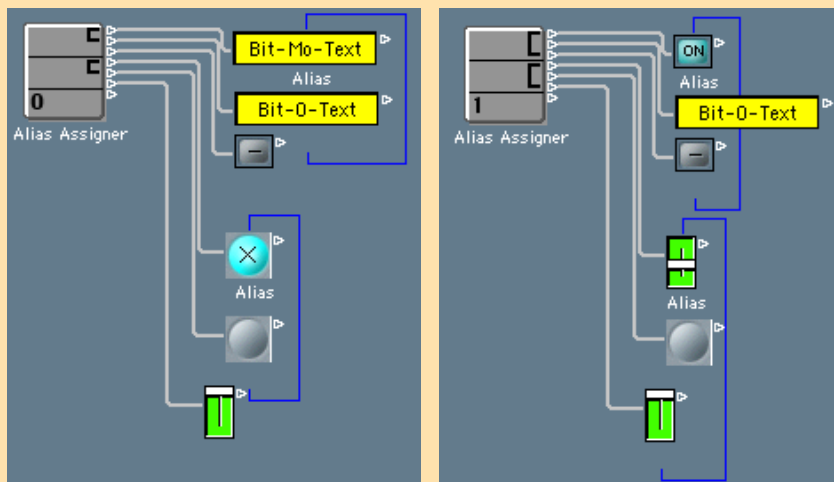 Bit-Mo-Text
Alias
Bit-O-Text
0
Alias Assigner
Alias
ON
Alias
Bit-O-Text
1
Alias Assigner
Alias